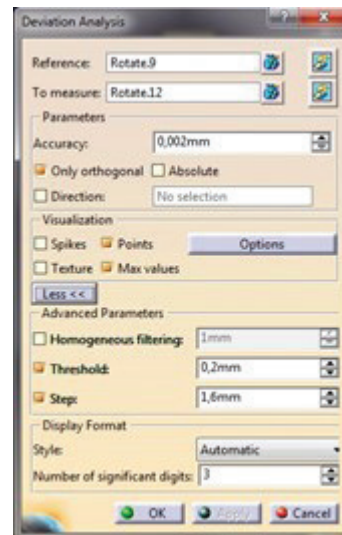 Deviation Analysis
Reference: Rotate.9
To measure: Rotate.12
Parameters
Accuracy: 0,002mm
Only orthogonal Absolute
Direction: No selection
Visualization
Spikes Points Options
Texture Max values
Less <<
Advanced Parameters
Homogeneous filtering: 1mm
Threshold: 0,2mm
Step: 1,6mm
Display Format
Style: Automatic
Number of significant digits: 3
OK Apply Cancel